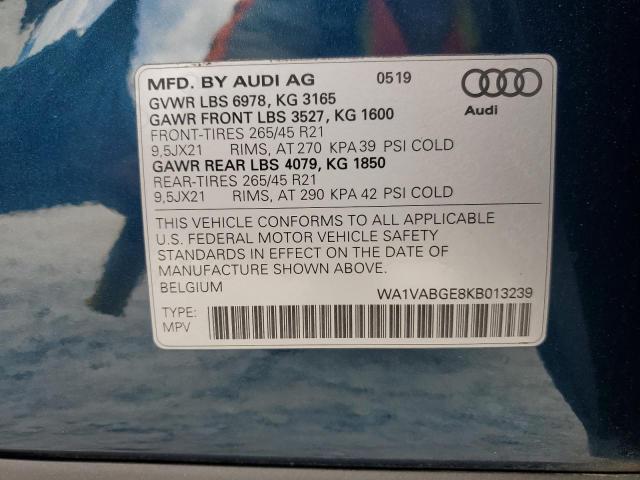 MFD. BY AUDI AG 0519
GVWR LBS 6978, KG 3165
GAWR FRONT LBS 3527, KG 1600
FRONT-TIRES 265/45 R21
9,5JX21 RIMS, AT 270 KPA 39 PSI COLD
GAWR REAR LBS 4079, KG 1850
REAR-TIRES 265/45 R21
9,5JX21 RIMS, AT 290 KPA 42 PSI COLD
Audi
THIS VEHICLE CONFORMS TO ALL APPLICABLE
U.S. FEDERAL MOTOR VEHICLE SAFETY
STANDARDS IN EFFECT ON THE DATE OF
MANUFACTURE SHOWN ABOVE.
BELGIUM WA1VABGE8KB013239
TYPE:
MPV